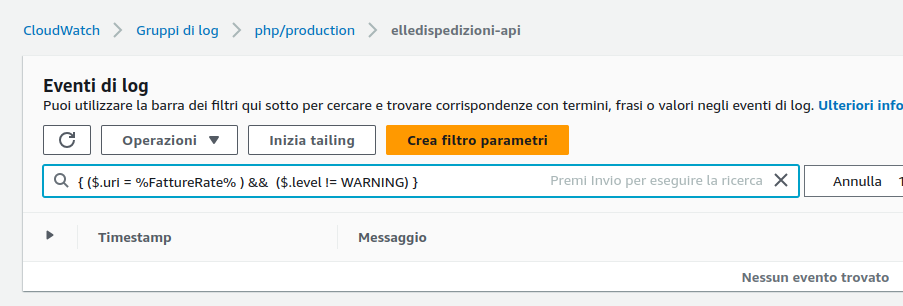 CloudWatch > Gruppi di log > php/production > elledispedizioni-api
Eventi di log
Puoi utilizzare la barra dei filtri qui sotto per cercare e trovare corrispondenze con termini, frasi o valori negli eventi di log. Ulteriori info
Operazioni ▼ Inizia tailing Crea filtro parametri
{ ($.uri = %FattureRate% ) &&  ($.level != WARNING) } Premi Invio per eseguire la ricerca Annulla 1
Timestamp Messaggio
Nessun evento trovato